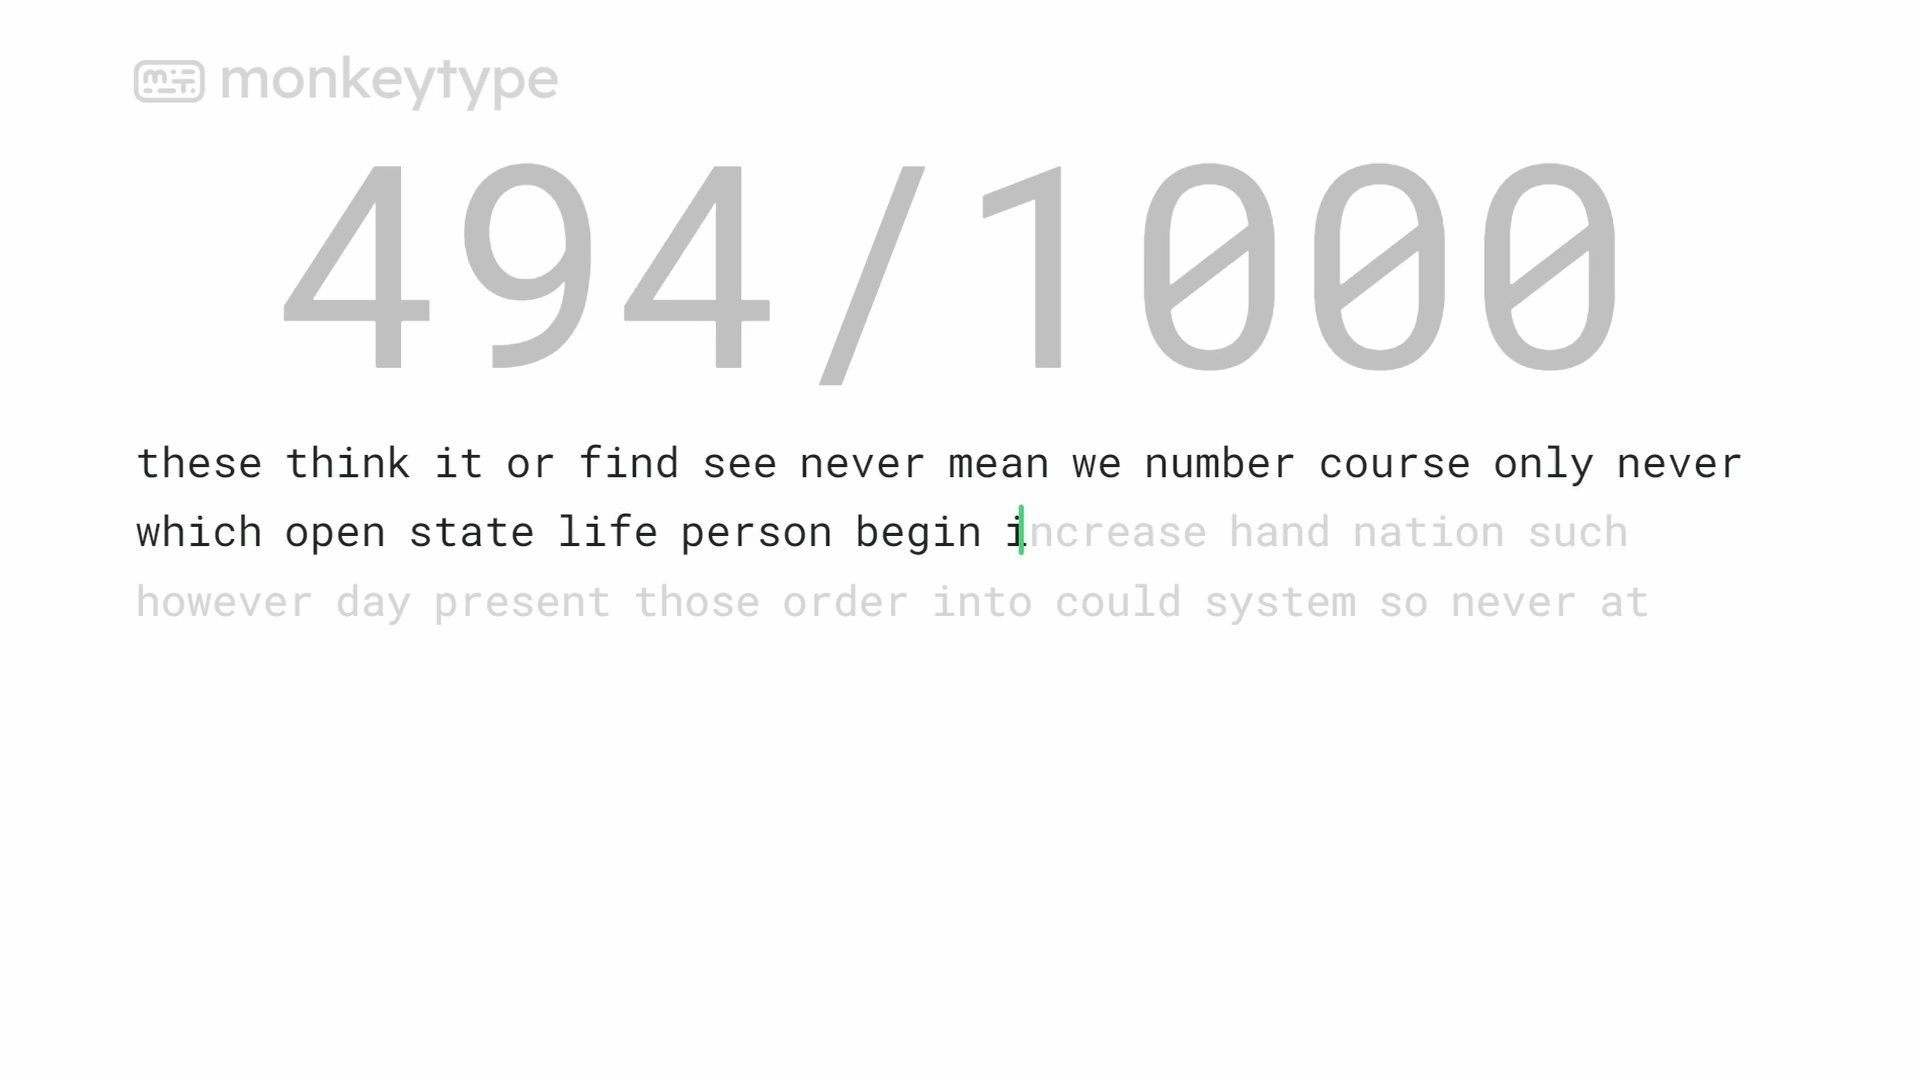 monkeytype
494/1000
these think it or find see never mean we number course only never
which open state life person begin increase hand nation such
however day present those order into could system so never at